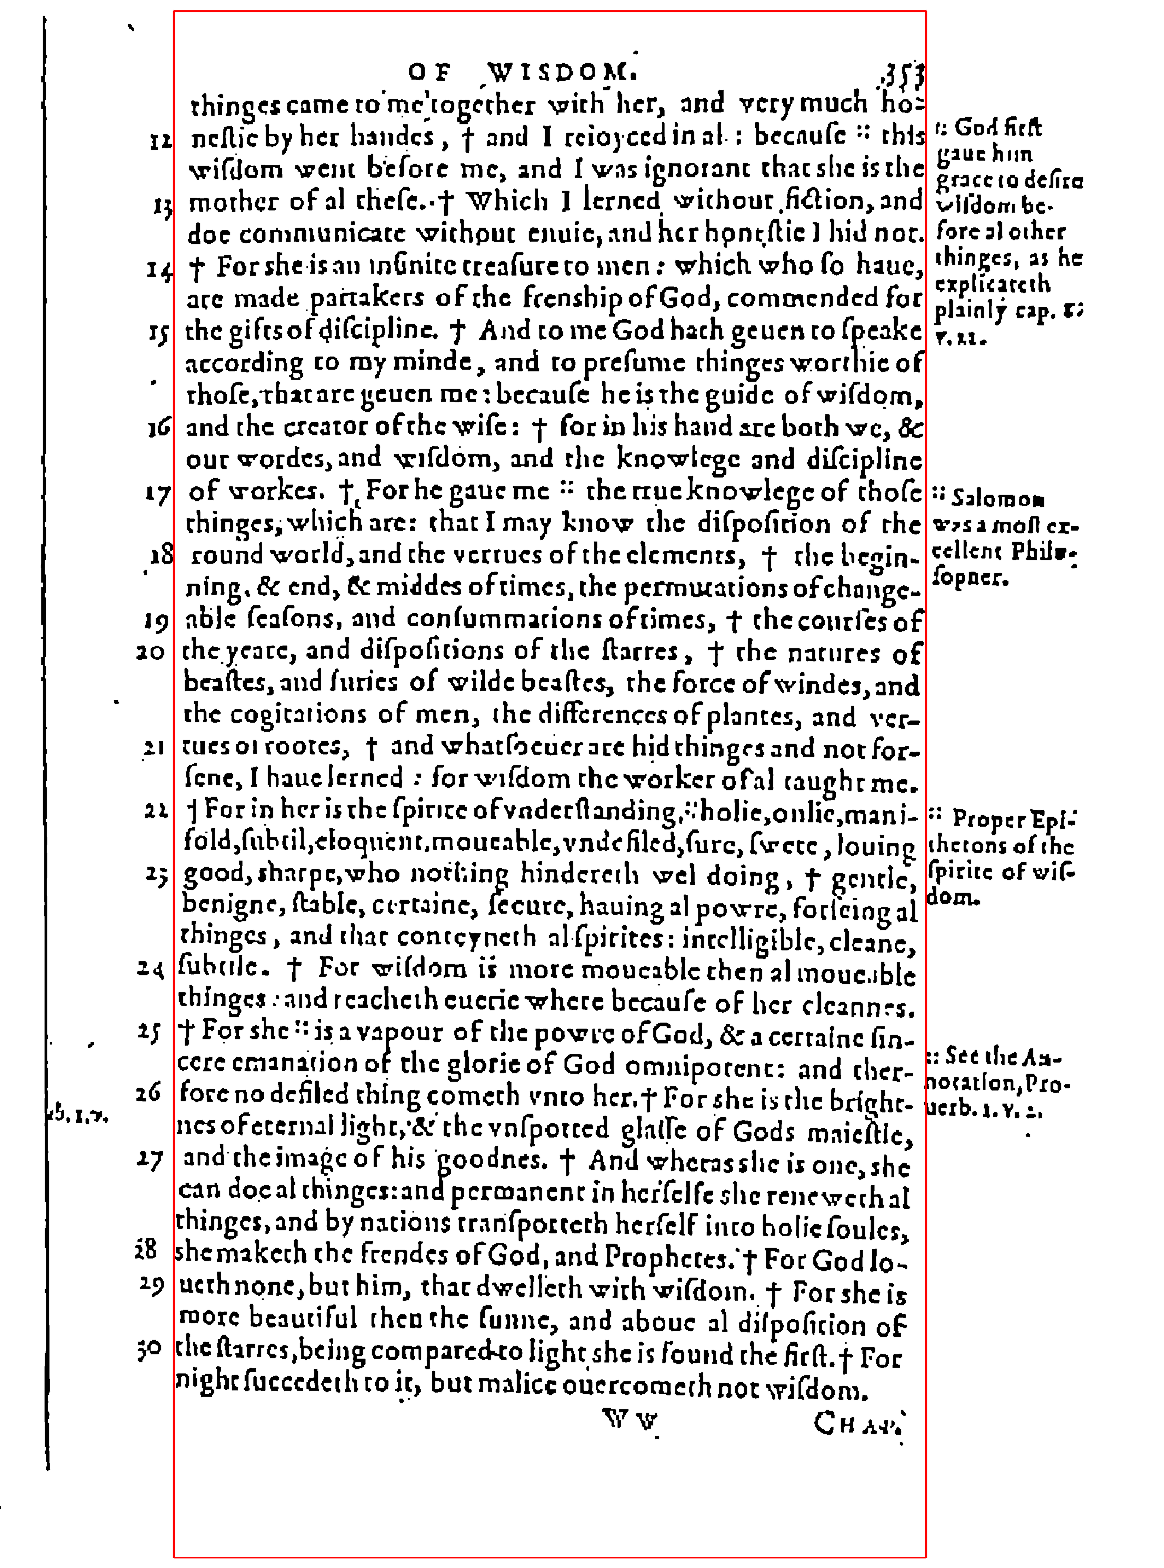 OF WISDOM. 353
thinges came to me together with her, and very much ho-
12 nestie by her handes, † and I reioyced in al: because :: this
wisdom went before me, and I was ignorant that she is the
13 mother of al these. † Which I lerned without fiction, and
doe communicate without enuie, and her honestie I hid not.
14 † For she is an infinite treasure to men: which who so haue,
are made partakers of the frenship of God, commended for
15 the gifts of discipline. † And to me God hath geuen to speake
according to my minde, and to presume thinges worthie of
those, that are geuen me: because he is the guide of wisdom,
16 and the creator of the wise: † for in his hand are both we, &
our wordes, and wisdom, and the knowlege and discipline
17 of workes. † For he gaue me :: the true knowlege of those
thinges, which are: that I may know the disposition of the
18 round world, and the vertues of the elements, † the begin-
ning, & end, & middes of times, the permutations of change-
19 able seasons, and consummations of times, † the courses of
20 the yeare, and dispositions of the starres, † the natures of
beastes, and furies of wilde beastes, the force of windes, and
the cogitations of men, the differences of plantes, and ver-
21 tues of rootes, † and whatsoeuer are hid thinges and not for-
sene, I haue lerned: for wisdom the worker of al taught me.
22 † For in her is the spirite of vnderstanding, :: holie, onlie, mani-
fold, subtil, eloquent, moueable, vndefiled, sure, swete, louing
23 good, sharpe, who nothing hindereth wel doing, † gentle,
benigne, stable, certaine, secure, hauing al powre, forseing al
thinges, and that conteyneth al spirites: intelligible, cleane,
24 subtile. † For wisdom is more moueable then al moueable
thinges: and reacheth euerie where because of her cleannes.
25 † For she :: is a vapour of the powre of God, & a certaine sin-
cere emanation of the glorie of God omnipotent: and ther-
26 fore no defiled thing cometh vnto her. † For she is the bright-
nes of eternal light, & the vnspotted glasse of Gods maiestie,
27 and the image of his goodnes. † And wheras she is one, she
can doe al thinges: and permanent in herselfe she reneweth al
thinges, and by nations transporteth herself into holie soules,
28 she maketh the frendes of God, and Prophetes. † For God lo-
29 ueth none, but him, that dwelleth with wisdom. † For she is
more beautiful then the sunne, and aboue al disposition of
30 the starres, being compared to light she is found the first. † For
night succedeth to it, but malice ouercometh not wisdom.
Ww CHAP.
:: God first
gaue him
grace to desire
wisdom be-
fore al other
thinges, as he
explicateth
plainly cap. 8.
v. 21.
:: Salomon
was a most ex-
cellent Philo-
sopher.
:: Proper Epi-
thetons of the
spirite of wis-
dom.
:: See the An-
notation, Pro-
uerb. 1. v. 2.